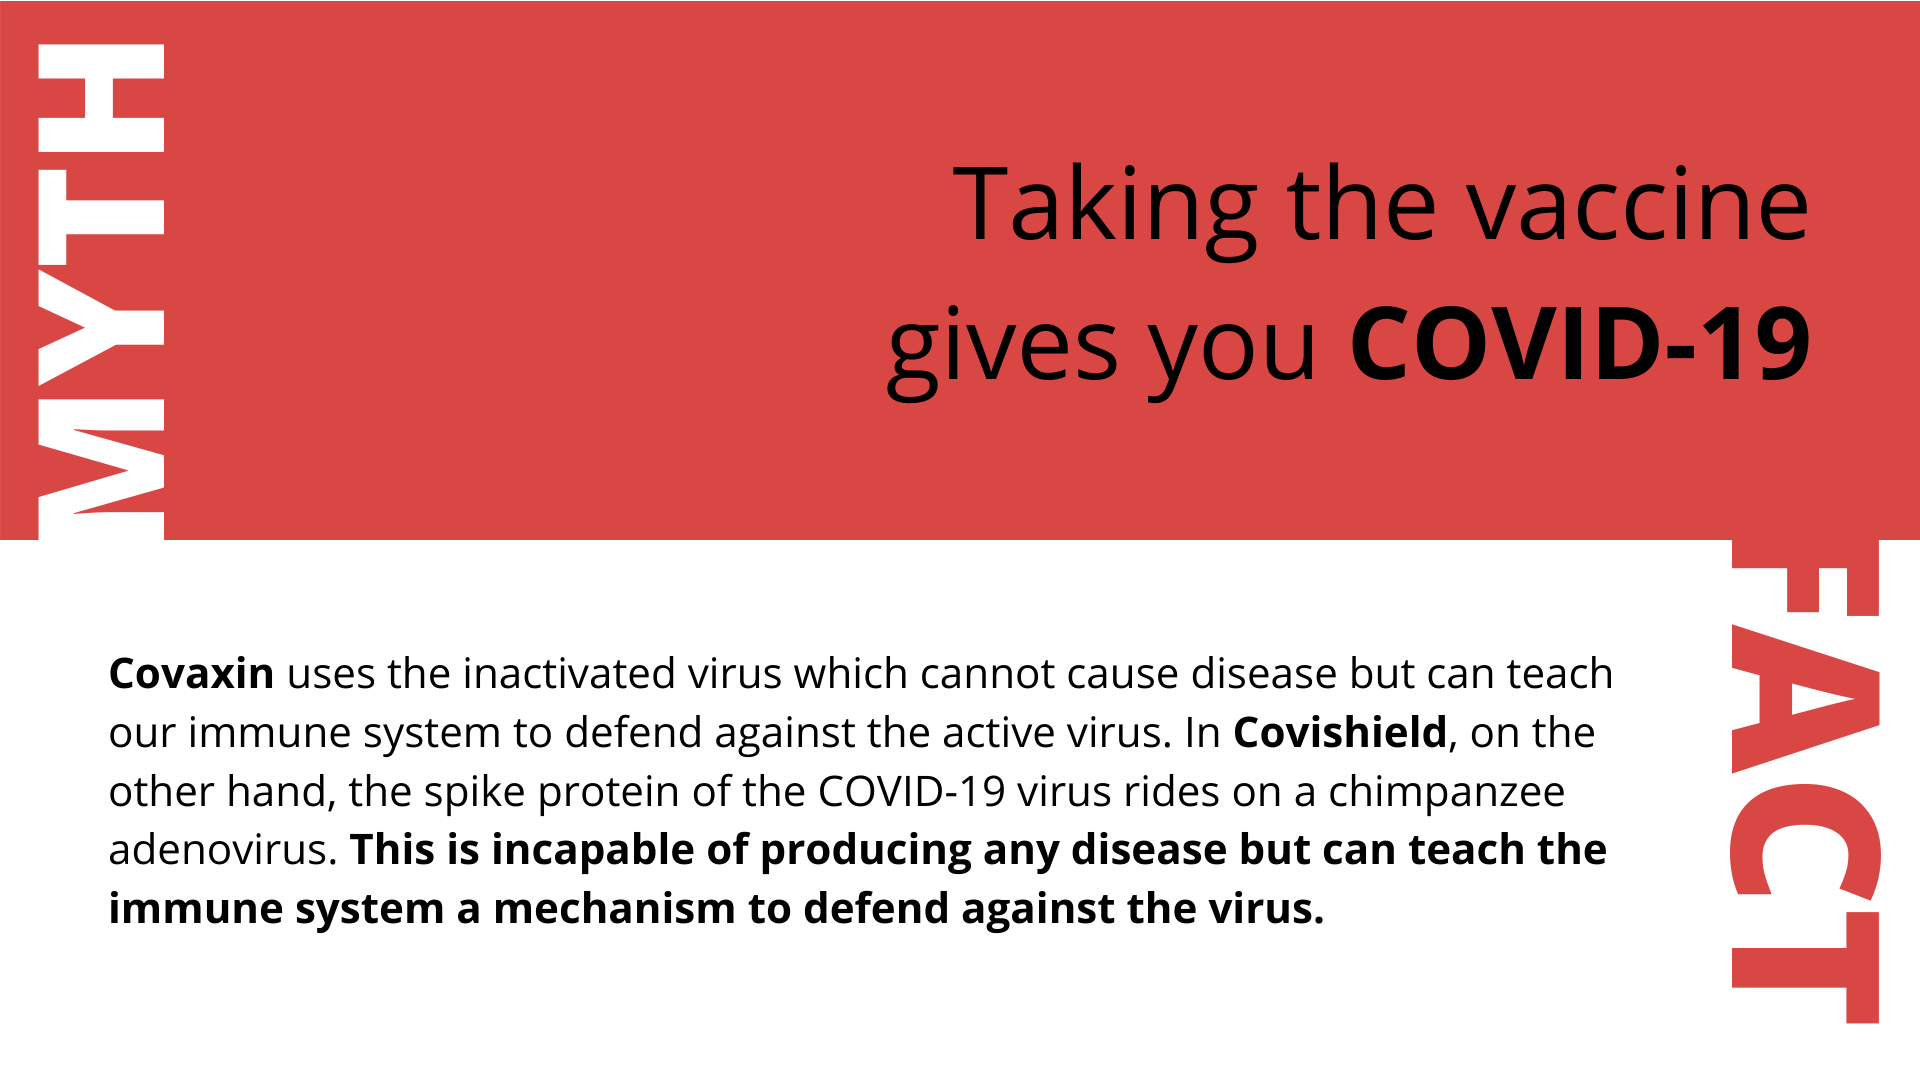 MYTH
Taking the vaccine
gives you COVID-19
FACT
Covaxin uses the inactivated virus which cannot cause disease but can teach
our immune system to defend against the active virus. In Covishield, on the
other hand, the spike protein of the COVID-19 virus rides on a chimpanzee
adenovirus. This is incapable of producing any disease but can teach the
immune system a mechanism to defend against the virus.